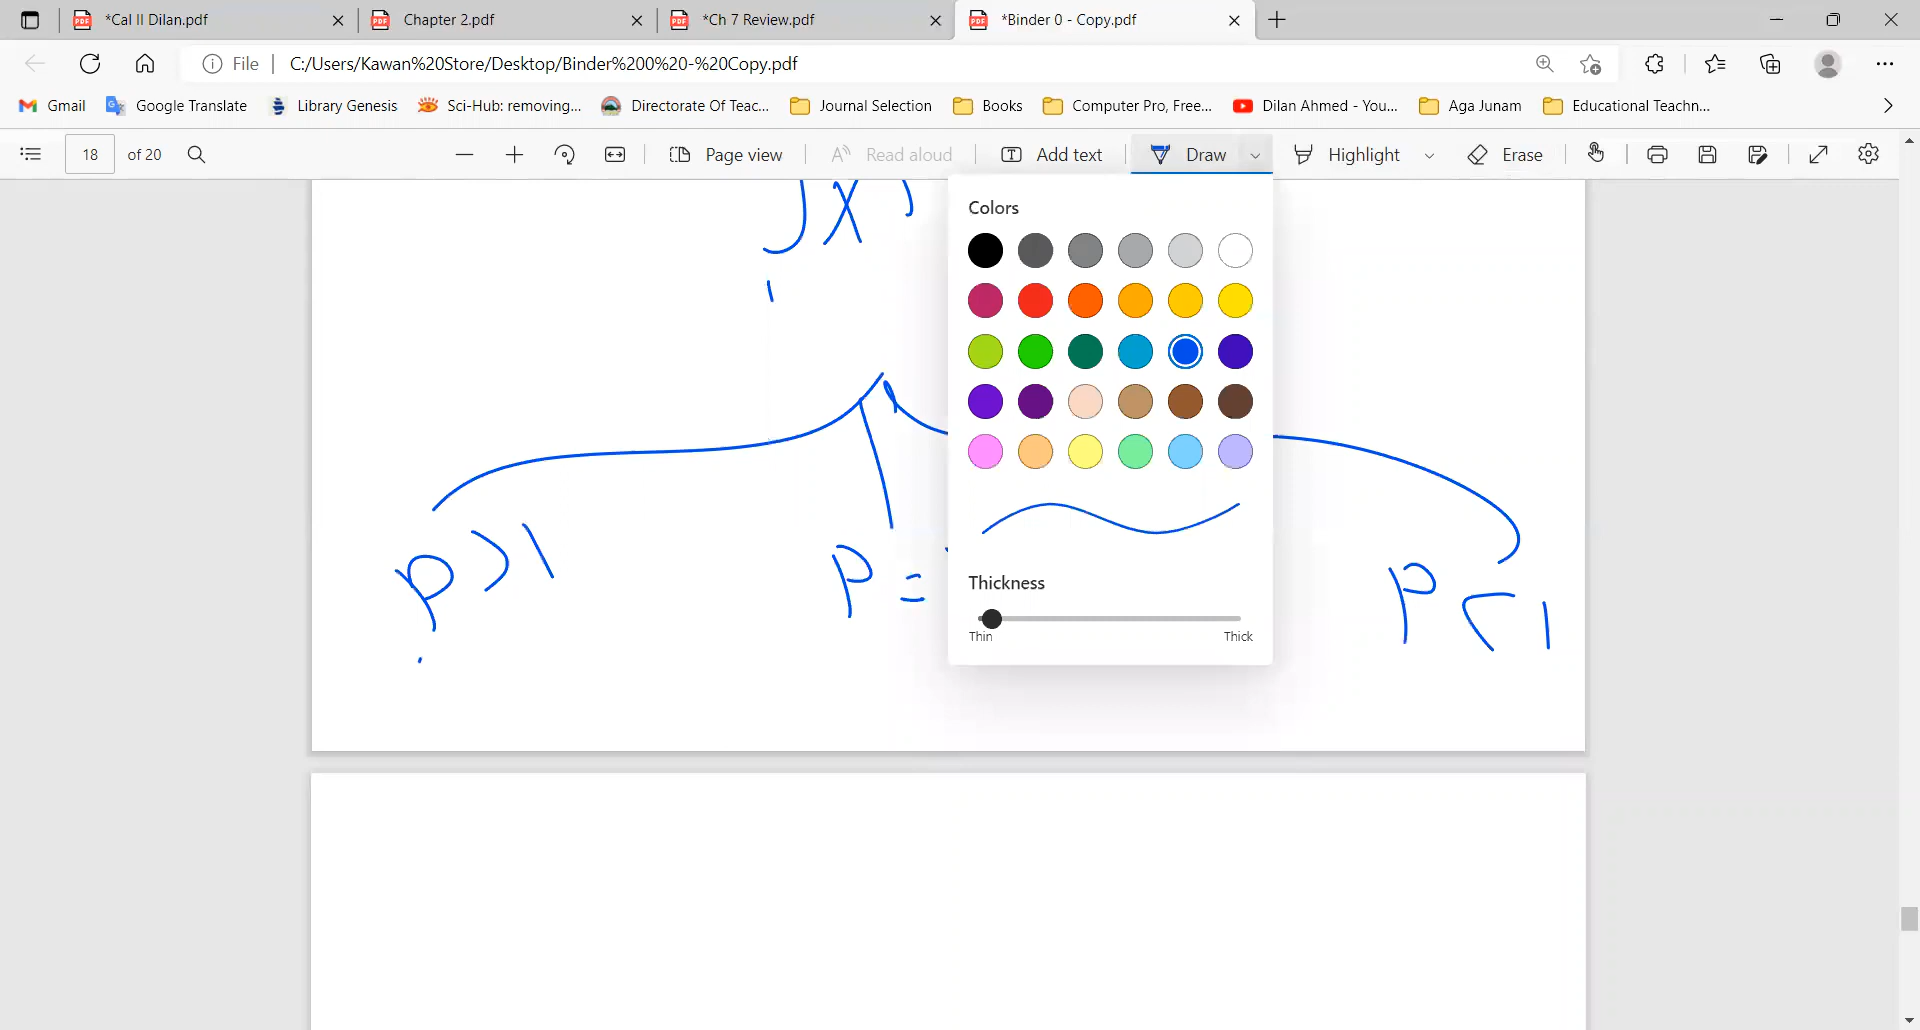 *Cal II Dilan.pdf Chapter 2.pdf *Ch 7 Review.pdf *Binder 0 - Copy.pdf
File C:/Users/Kawan%20Store/Desktop/Binder%200%20-%20Copy.pdf
Gmail Google Translate Library Genesis Sci-Hub: removing... Directorate Of Teac... Journal Selection Books Computer Pro, Free... Dilan Ahmed - You... Aga Junam Educational Teachn...
18 of 20 Page view Read aloud Add text Draw Highlight Erase
Colors
∫x
1
p>1 P = P<1
Thickness
Thin Thick